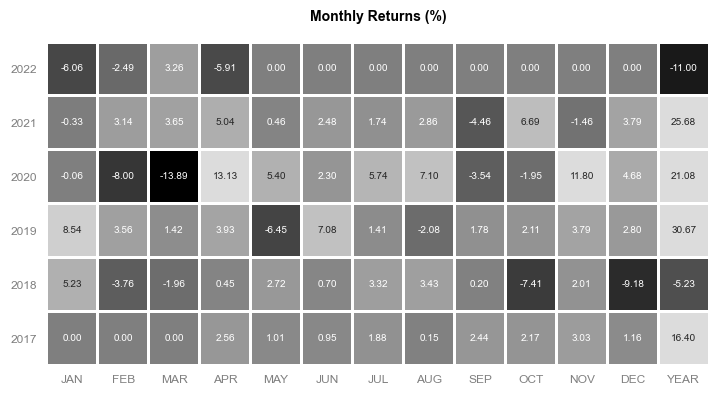 Monthly Returns (%)
2022 -6.06 -2.49 3.26 -5.91 0.00 0.00 0.00 0.00 0.00 0.00 0.00 0.00 -11.00
2021 -0.33 3.14 3.65 5.04 0.46 2.48 1.74 2.86 -4.46 6.69 -1.46 3.79 25.68
2020 -0.06 -8.00 -13.89 13.13 5.40 2.30 5.74 7.10 -3.54 -1.95 11.80 4.68 21.08
2019 8.54 3.56 1.42 3.93 -6.45 7.08 1.41 -2.08 1.78 2.11 3.79 2.80 30.67
2018 5.23 -3.76 -1.96 0.45 2.72 0.70 3.32 3.43 0.20 -7.41 2.01 -9.18 -5.23
2017 0.00 0.00 0.00 2.56 1.01 0.95 1.88 0.15 2.44 2.17 3.03 1.16 16.40
JAN FEB MAR APR MAY JUN JUL AUG SEP OCT NOV DEC YEAR